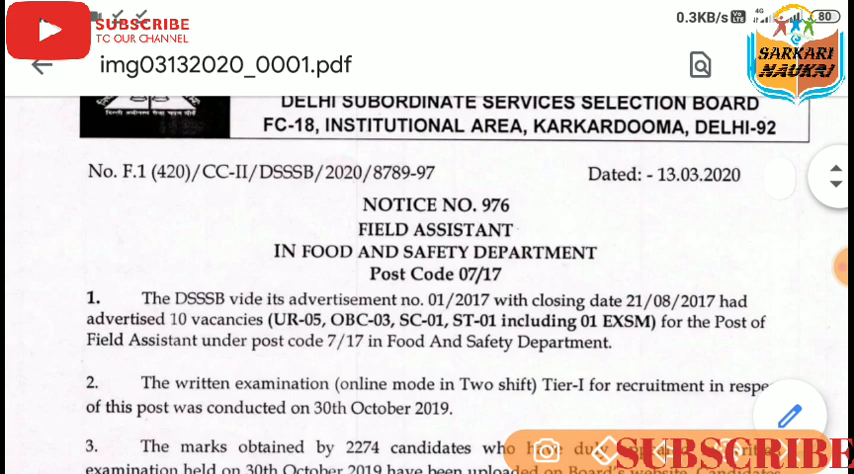 SUBSCRIBE
TO OUR CHANNEL
0.3KB/s
4G
80
img03132020_0001.pdf
SARKARI
NAUKRI
DELHI SUBORDINATE SERVICES SELECTION BOARD
FC-18, INSTITUTIONAL AREA, KARKARDOOMA, DELHI-92
No. F.1 (420)/CC-II/DSSSB/2020/8789-97 Dated: - 13.03.2020
NOTICE NO. 976
FIELD ASSISTANT
IN FOOD AND SAFETY DEPARTMENT
Post Code 07/17
1. The DSSSB vide its advertisement no. 01/2017 with closing date 21/08/2017 had
advertised 10 vacancies (UR-05, OBC-03, SC-01, ST-01 including 01 EXSM) for the Post of
Field Assistant under post code 7/17 in Food And Safety Department.
2. The written examination (online mode in Two shift) Tier-I for recruitment in respe
of this post was conducted on 30th October 2019.
3. The marks obtained by 2274 candidates who
examination held on 30th October 2019 have been uploaded on Board's website. Candidates
SUBSCRIBE